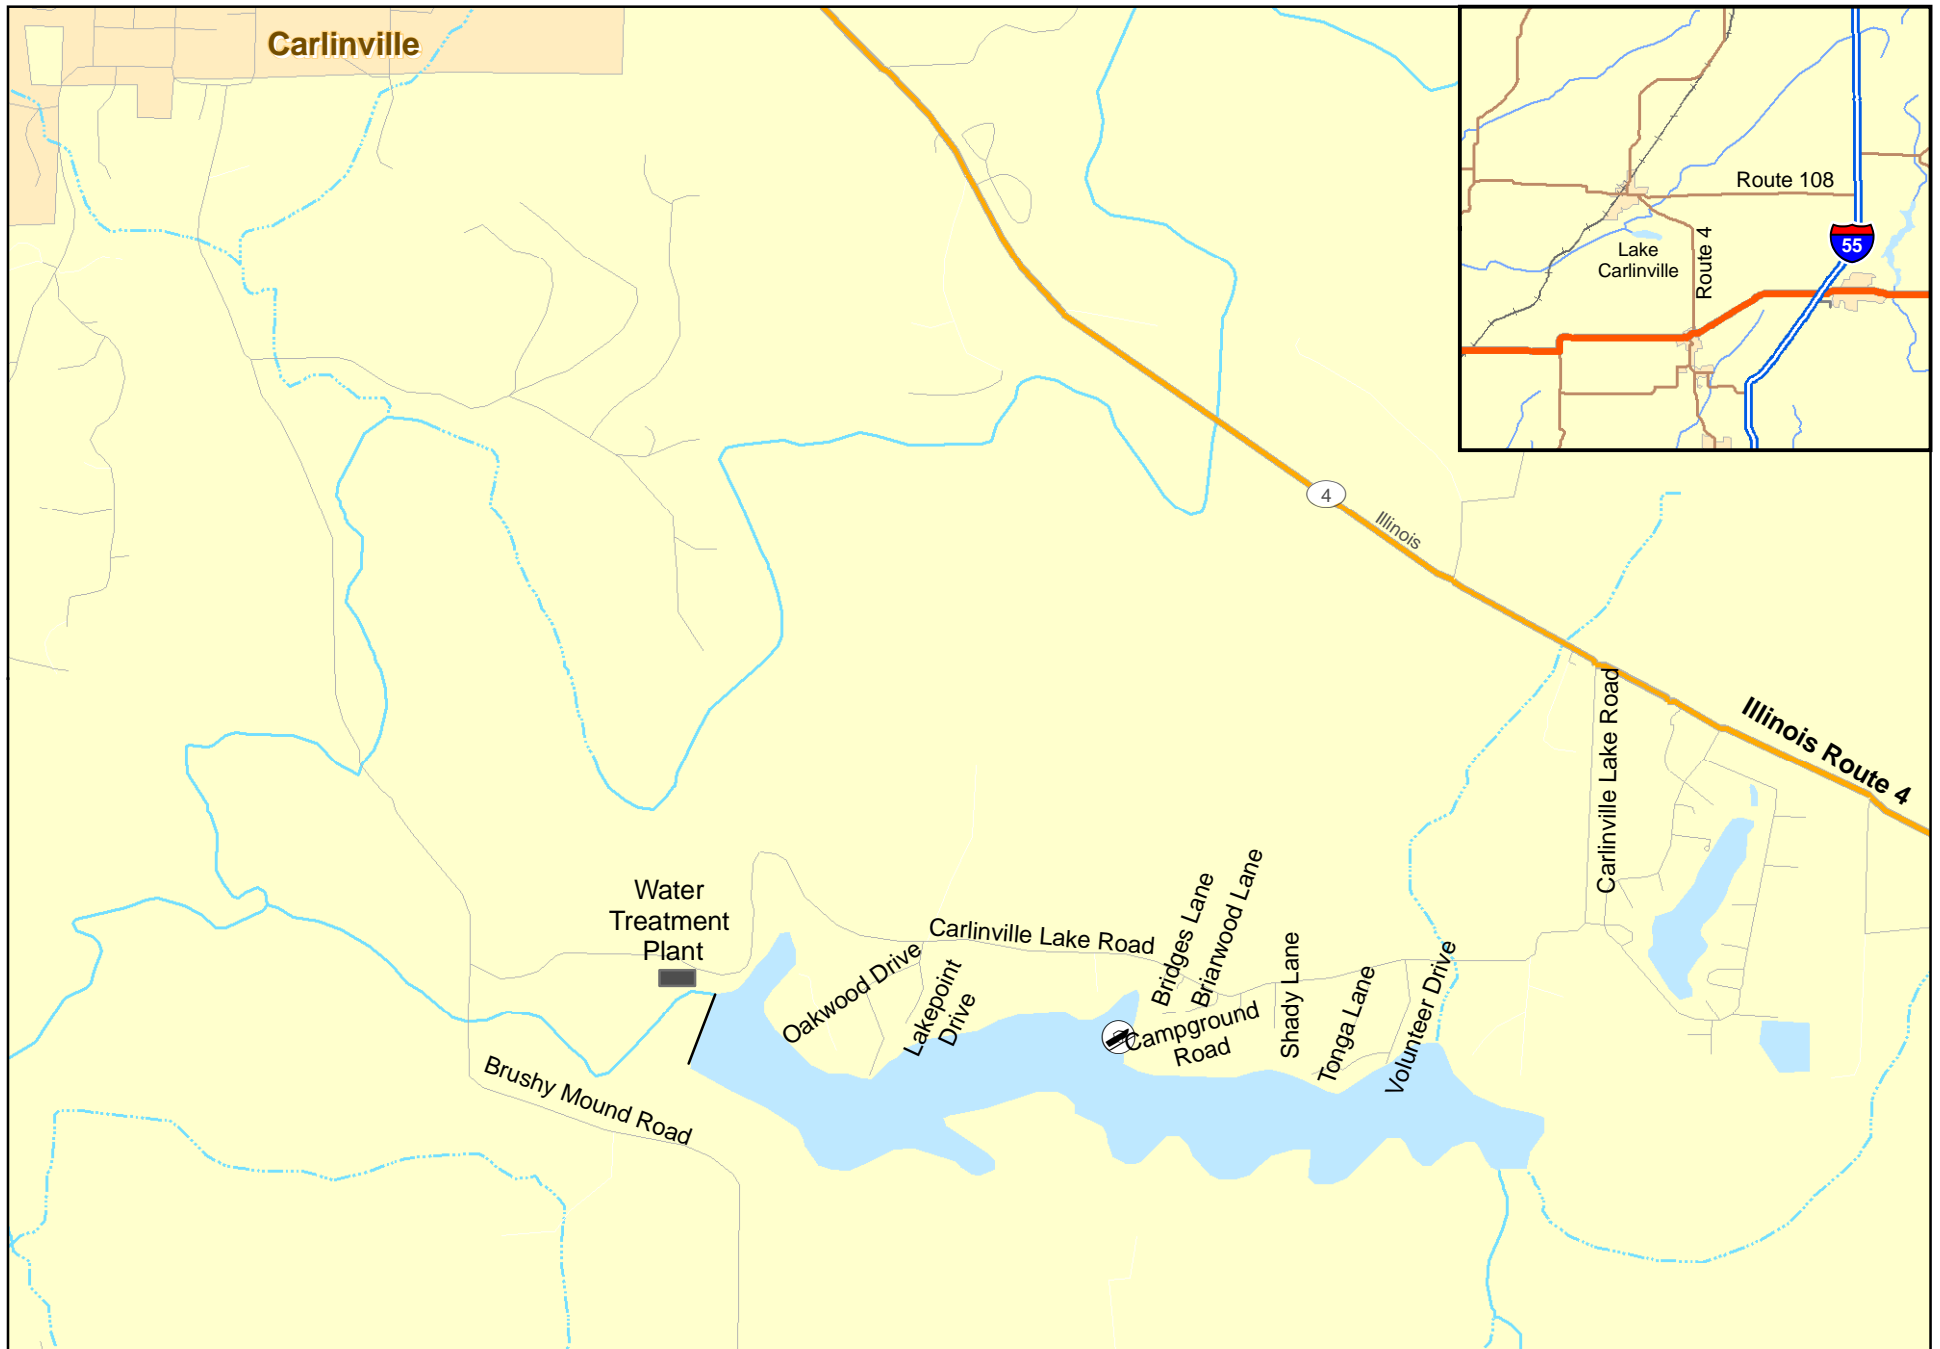 Carlinville
Route 108
Route 4
55
Lake
Carlinville
4
Illinois
Illinois Route 4
Carlinville Lake Road
Water
Treatment
Plant
Carlinville Lake Road
Bridges Lane
Briarwood Lane
Oakwood Drive
Lakepoint
Drive
Campground
Road
Shady Lane
Tonga Lane
Volunteer Drive
Brushy Mound Road